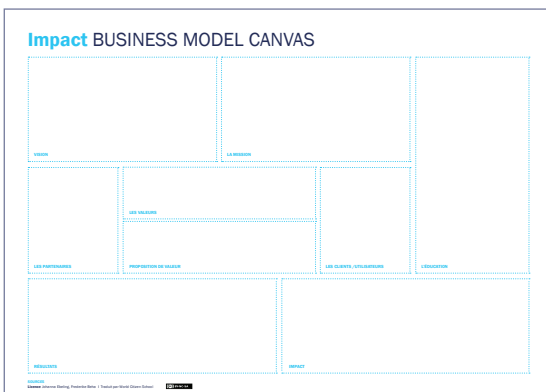 Impact BUSINESS MODEL CANVAS
VISION
LA MISSION
LES VALEURS
LES PARTENAIRES
PROPOSITION DE VALEUR
LES CLIENTS /UTILISATEURS
L'ÉDUCATION
RÉSULTATS
IMPACT